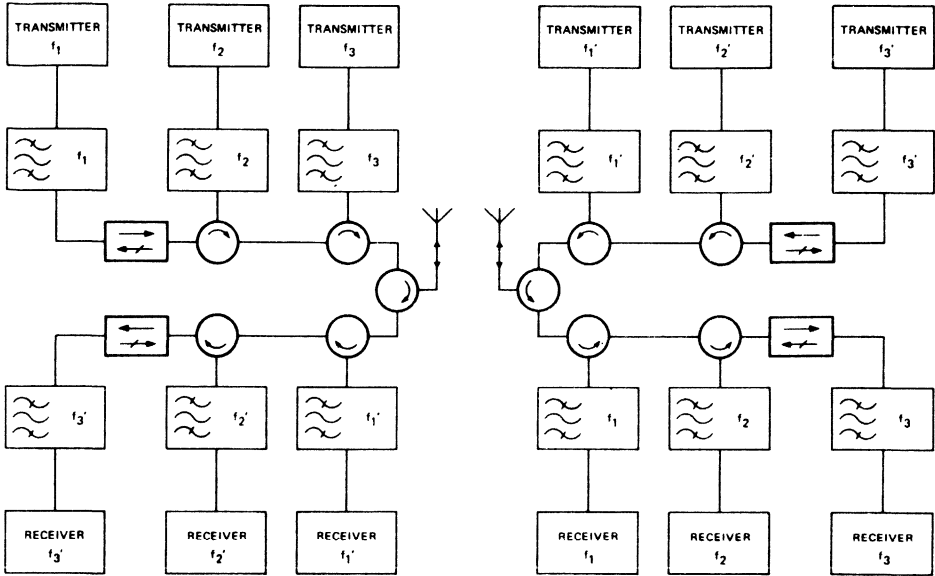 TRANSMITTER f₁
TRANSMITTER f₂
TRANSMITTER f₃
TRANSMITTER f₁'
TRANSMITTER f₂'
TRANSMITTER f₃'
f₁
f₂
f₃
f₁'
f₂'
f₃'
f₃'
f₂'
f₁'
f₁
f₂
f₃
RECEIVER f₃'
RECEIVER f₂'
RECEIVER f₁'
RECEIVER f₁
RECEIVER f₂
RECEIVER f₃